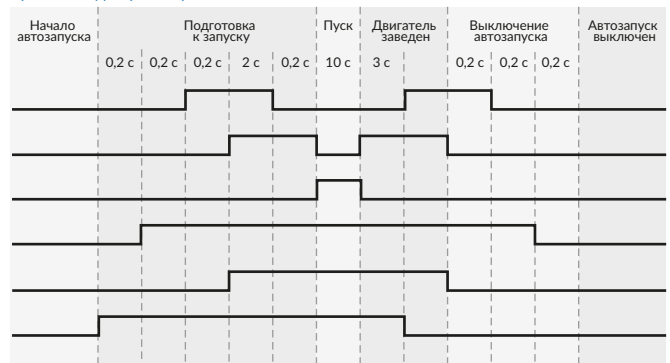 Начало
автозапуска
Подготовка
к запуску
Пуск
Двигатель
заведен
Выключение
автозапуска
Автозапуск
выключен
0,2 с 0,2 с 0,2 с 2 с 0,2 с 10 с 3 с 0,2 с 0,2 с 0,2 с